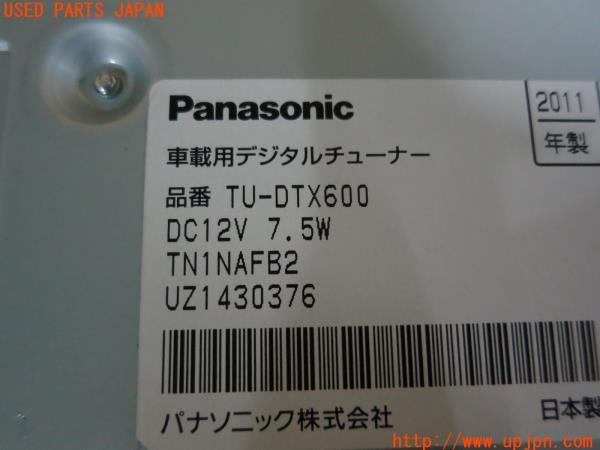 USED PARTS JAPAN
Panasonic
2011
年製
車載用デジタルチューナー
品番 TU-DTX600
DC12V 7.5W
TN1NAFB2
UZ1430376
パナソニック株式会社
日本製
http://www.upjpn.com